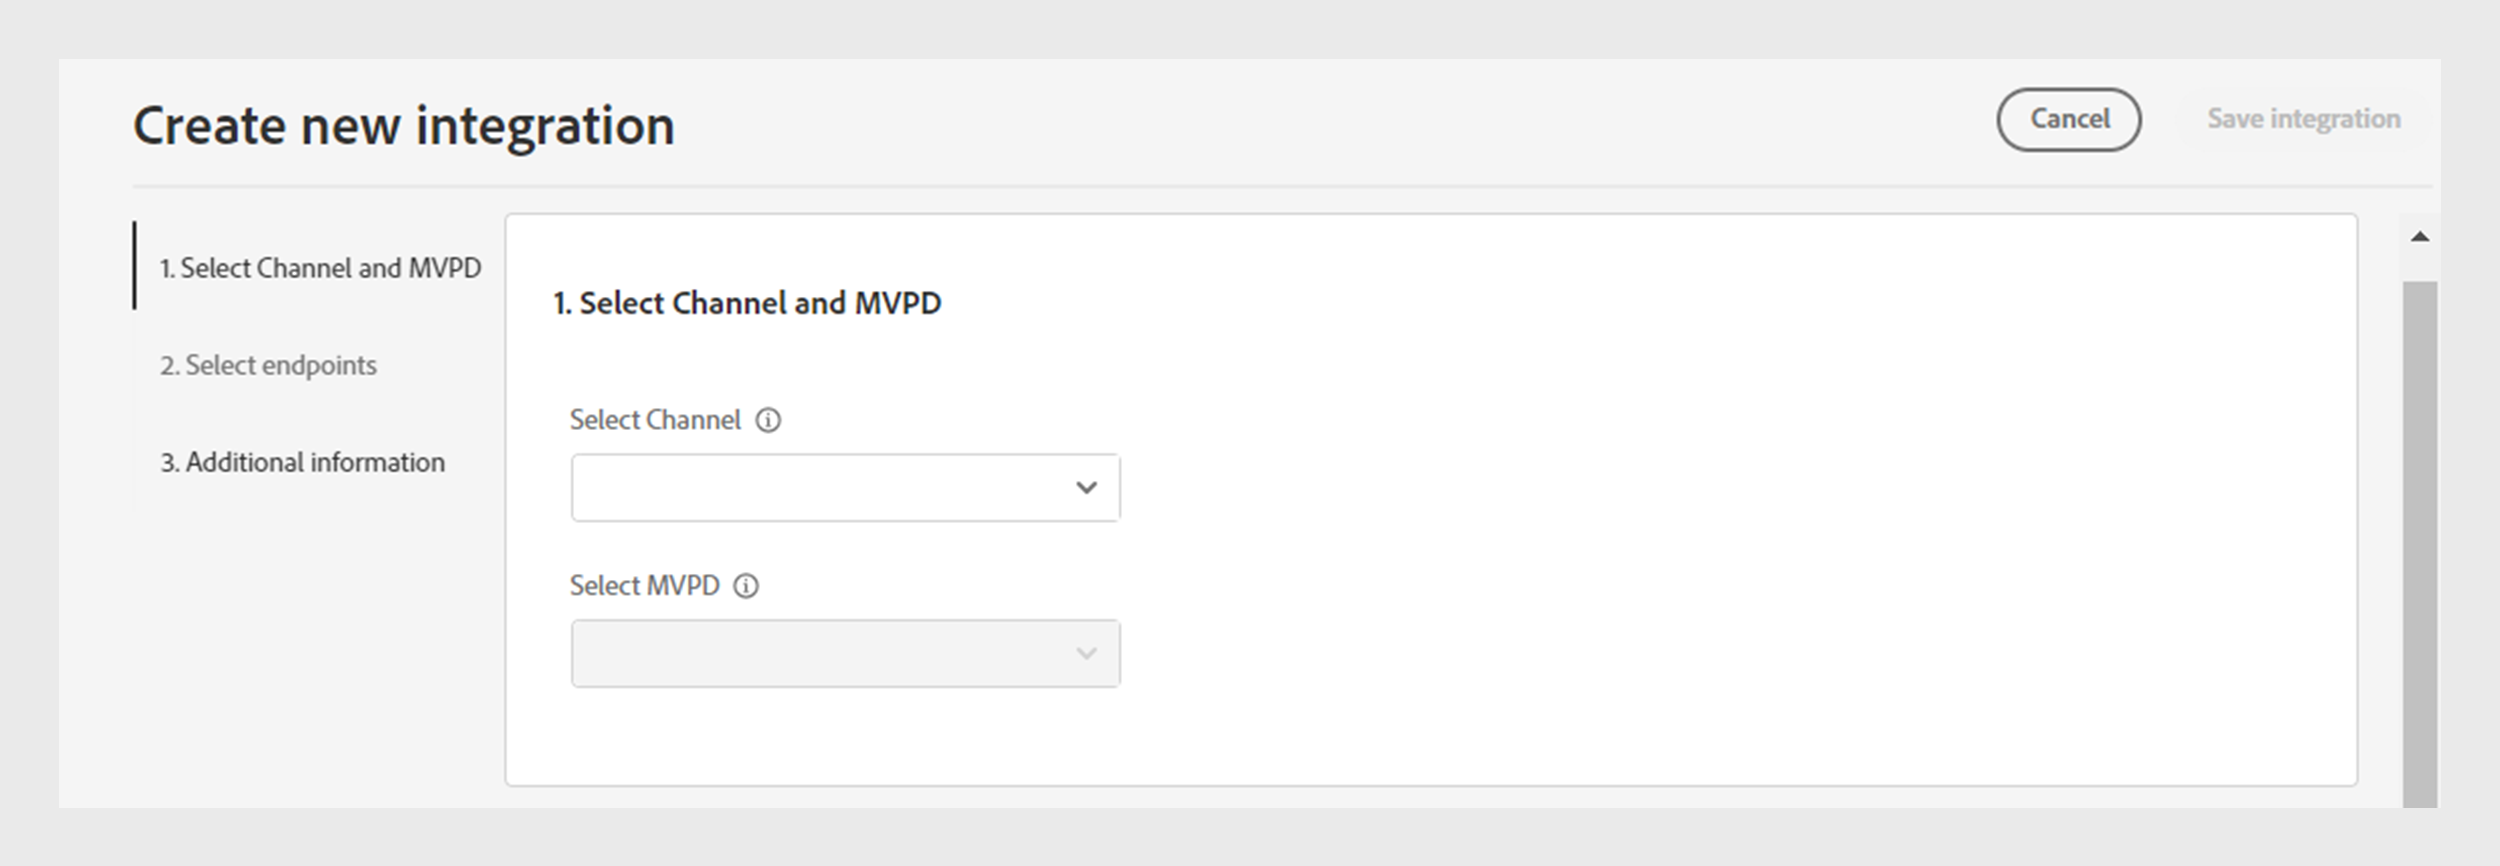 Create new integration
Cancel
Save integration
1. Select Channel and MVPD
2. Select endpoints
3. Additional information
1. Select Channel and MVPD
Select Channel
Select MVPD